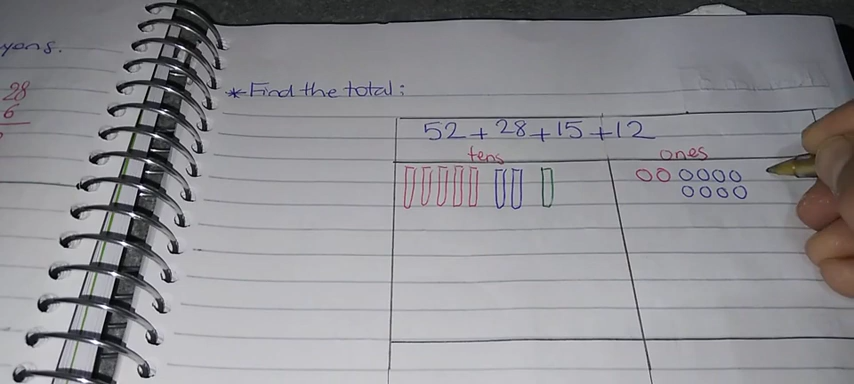 yons.
28
6
*Find the total:
52+28+15+12
tens ones